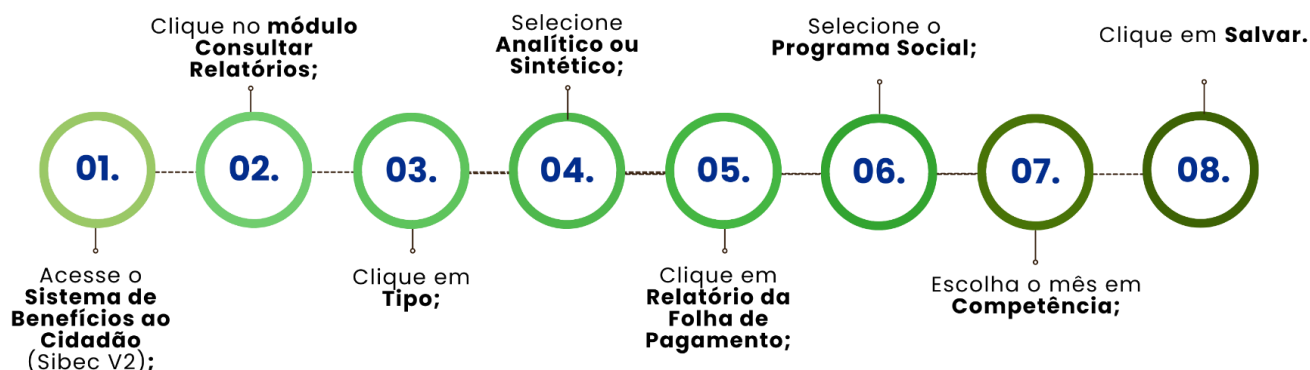 01.
Acesse o
Sistema de
Benefícios ao
Cidadão
(Sibec V2);
02.
Clique no módulo
Consultar
Relatórios;
03.
Clique em
Tipo;
04.
Selecione
Analítico ou
Sintético;
05.
Clique em
Relatório da
Folha de
Pagamento;
06.
Selecione o
Programa Social;
07.
Escolha o mês em
Competência;
08.
Clique em Salvar.